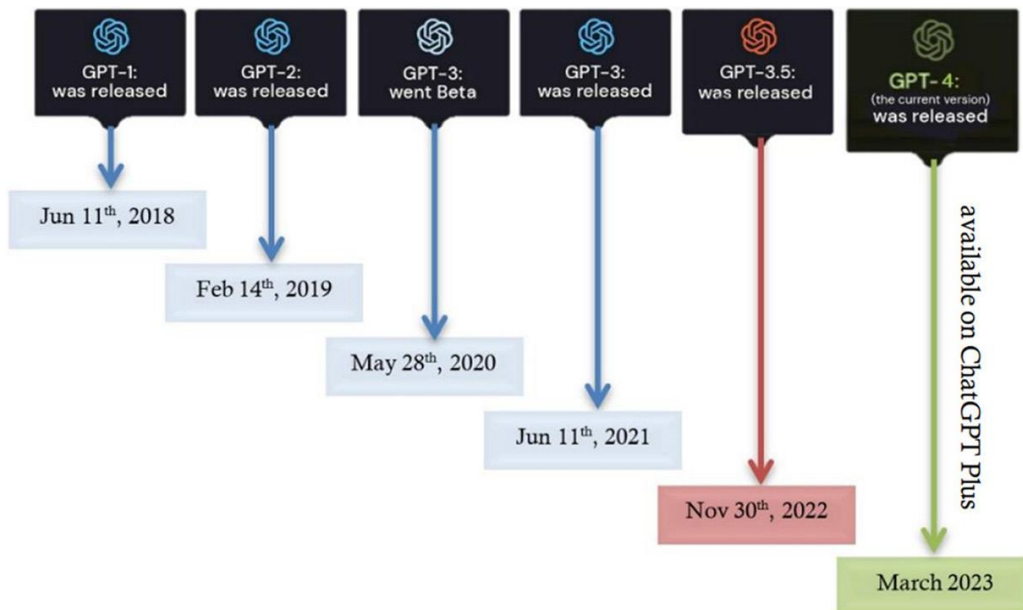 GPT-1:
was released
GPT-2:
was released
GPT-3:
went Beta
GPT-3:
was released
GPT-3.5:
was released
GPT-4:
(the current version)
was released
Jun 11th, 2018
Feb 14th, 2019
May 28th, 2020
Jun 11th, 2021
Nov 30th, 2022
March 2023
available on ChatGPT Plus